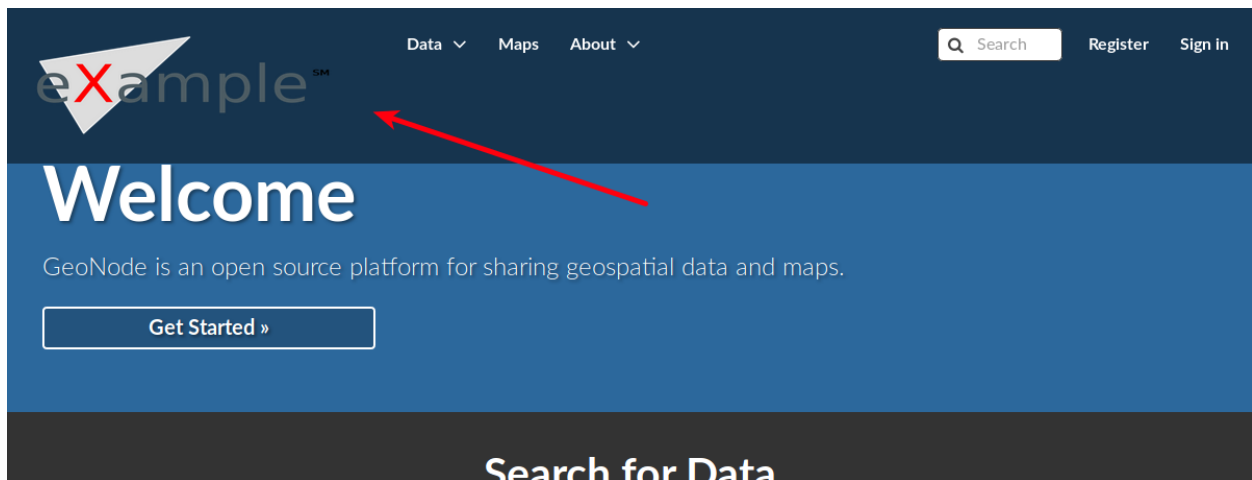 eXample℠
Data Maps About
Search Register Sign in
Welcome
GeoNode is an open source platform for sharing geospatial data and maps.
Get Started »
Search for Data